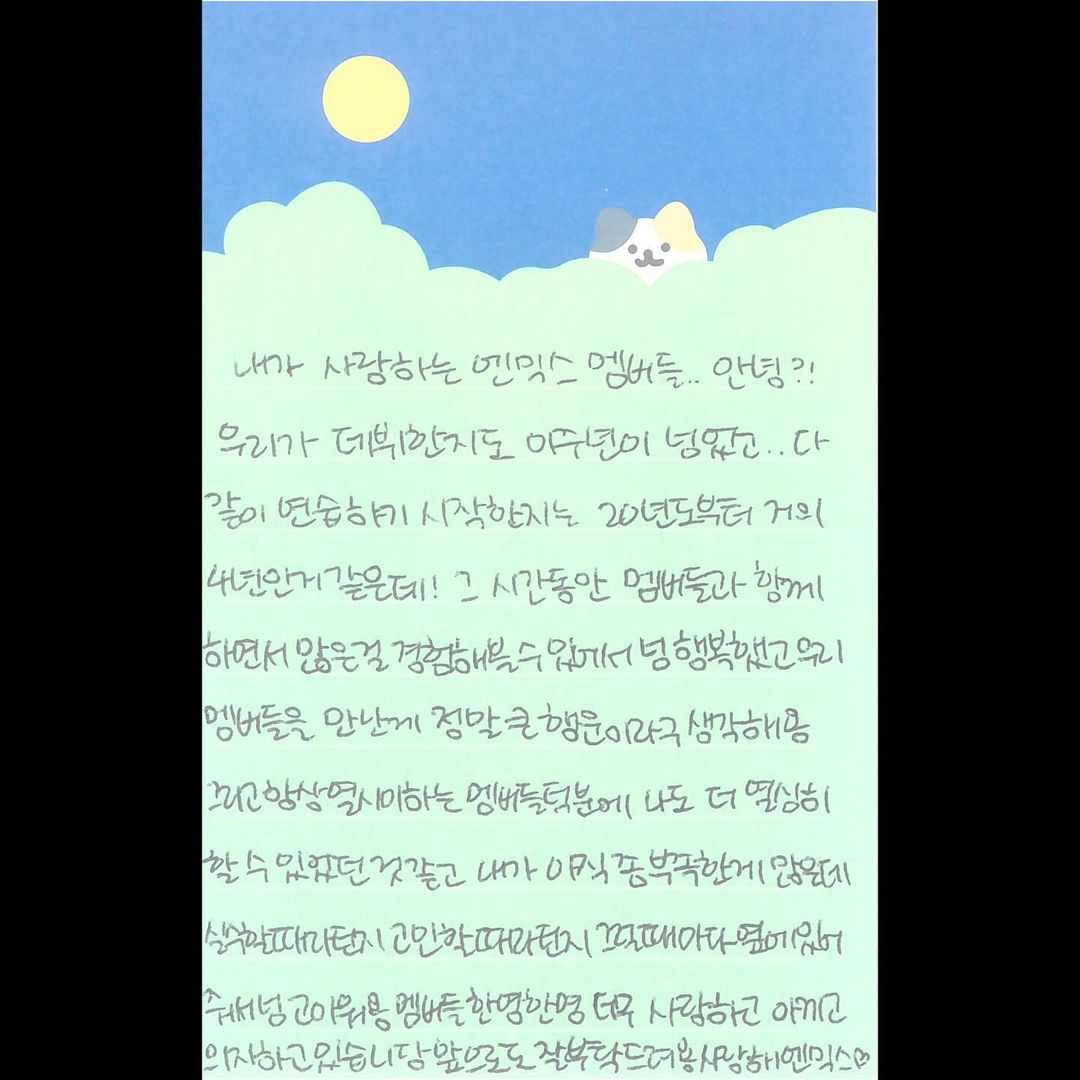 내가 사랑하는 엔믹스 멤버들.. 안녕?!
우리가 데뷔한지도 이주년이 넘었고..다
같이 연습하기 시작한지는 20년도부터 거의
4년안거 같은데! 그 시간동안 멤버들과 함께
하면서 많은걸 경험해볼수 있에서 넘 행복했고 우리
멤버들을 만난게 정말 큰 행운이라구 생각해용
그리고 항상 열시미하는 멤버들덕분에 나도 더 열심히
할 수 있었던 것같고 내가 아직 좀 부족한게 많은데
실수할때라던지 고민할때라던지 그럴때마다 옆에있어
줘서 넘 고마워용 멤버들 한명한명 너무 사랑하고 아끼고
의지하고있습니당 앞으로도 잘부탁드려용 사랑해 엔믹스♡